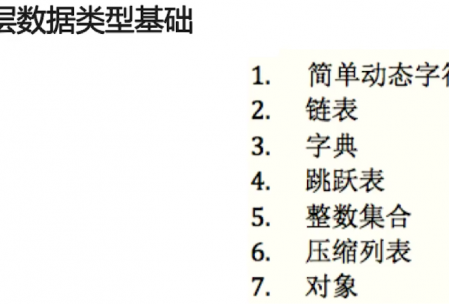 层数据类型基础
1. 简单动态字符
2. 链表
3. 字典
4. 跳跃表
5. 整数集合
6. 压缩列表
7. 对象